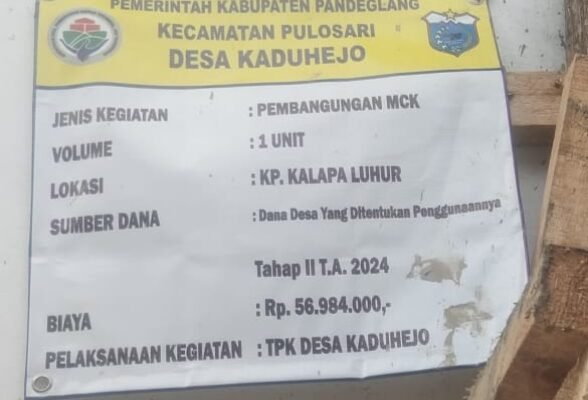 PEMERINTAH KABUPATEN PANDEGLANG
KECAMATAN PULOSARI
DESA KADUHEJO
JENIS KEGIATAN : PEMBANGUNGAN MCK
VOLUME : 1 UNIT
LOKASI : KP. KALAPA LUHUR
SUMBER DANA : Dana Desa Yang Ditentukan Penggunaannya
Tahap II T.A. 2024
BIAYA : Rp. 56.984.000,-
PELAKSANAAN KEGIATAN : TPK DESA KADUHEJO